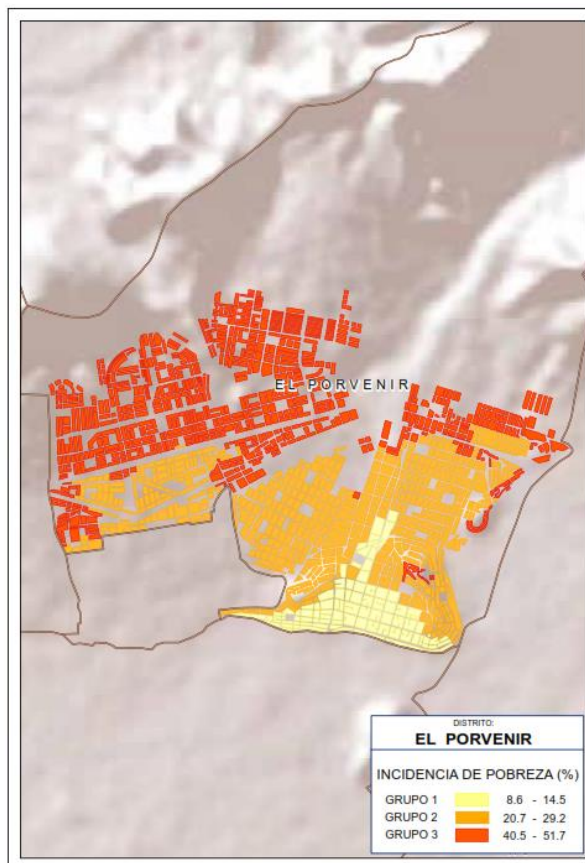 EL PORVENIR
DISTRITO:
EL PORVENIR
INCIDENCIA DE POBREZA (%)
GRUPO 1 8.6 - 14.5
GRUPO 2 20.7 - 29.2
GRUPO 3 40.5 - 51.7